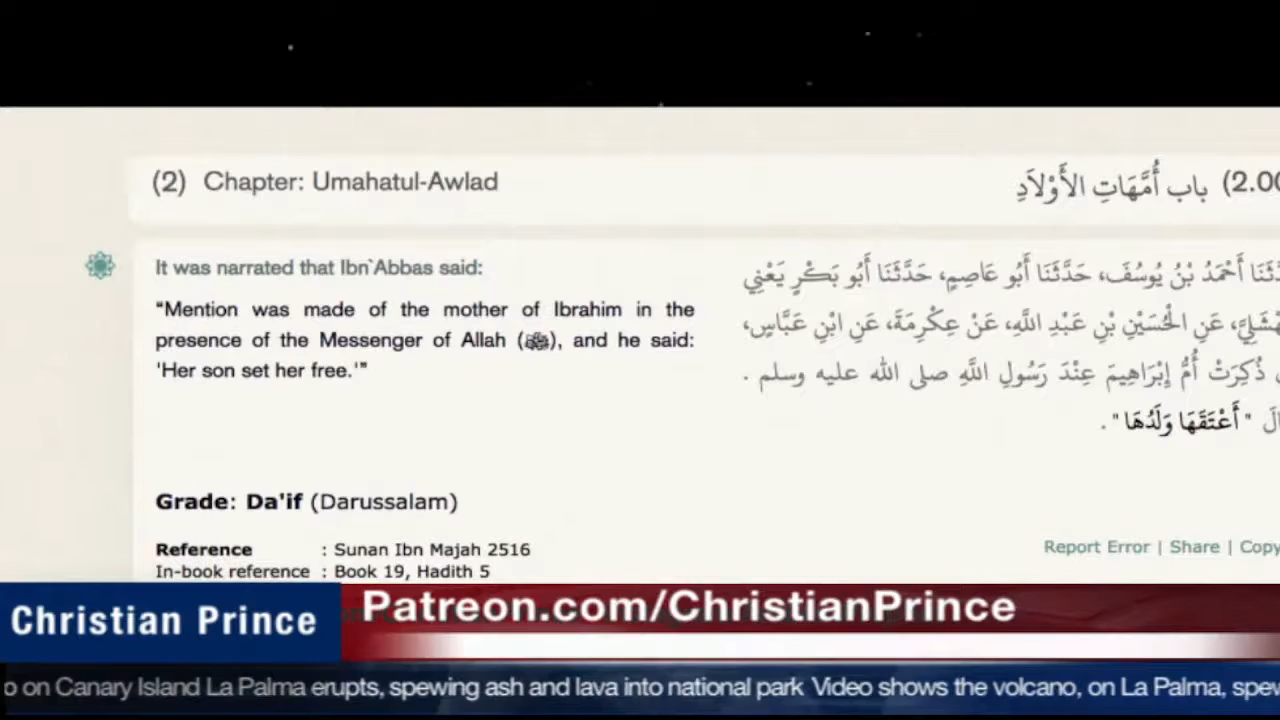 (2) Chapter: Umahatul-Awlad
باب أُمَّهَاتِ الأَوْلاَدِ (2.00
It was narrated that Ibn`Abbas said:
“Mention was made of the mother of Ibrahim in the
presence of the Messenger of Allah (ﷺ), and he said:
'Her son set her free.'”
أَحْمَدُ بْنُ يُوسُفَ، حَدَّثَنَا أَبُو عَاصِمٍ، حَدَّثَنَا أَبُو بَكْرٍ يَعْنِي
عَنِ الْحُسَيْنِ بْنِ عَبْدِ اللَّهِ، عَنْ عِكْرِمَةَ، عَنِ ابْنِ عَبَّاسٍ،
ذُكِرَتْ أُمُّ إِبْرَاهِيمَ عِنْدَ رَسُولِ اللَّهِ صلى الله عليه وسلم .
" أَعْتَقَهَا وَلَدُهَا " .
Grade: Da'if (Darussalam)
Reference : Sunan Ibn Majah 2516
In-book reference : Book 19, Hadith 5
Report Error | Share | Copy
Christian Prince
Patreon.com/ChristianPrince
o on Canary Island La Palma erupts, spewing ash and lava into national park Video shows the volcano, on La Palma, spew